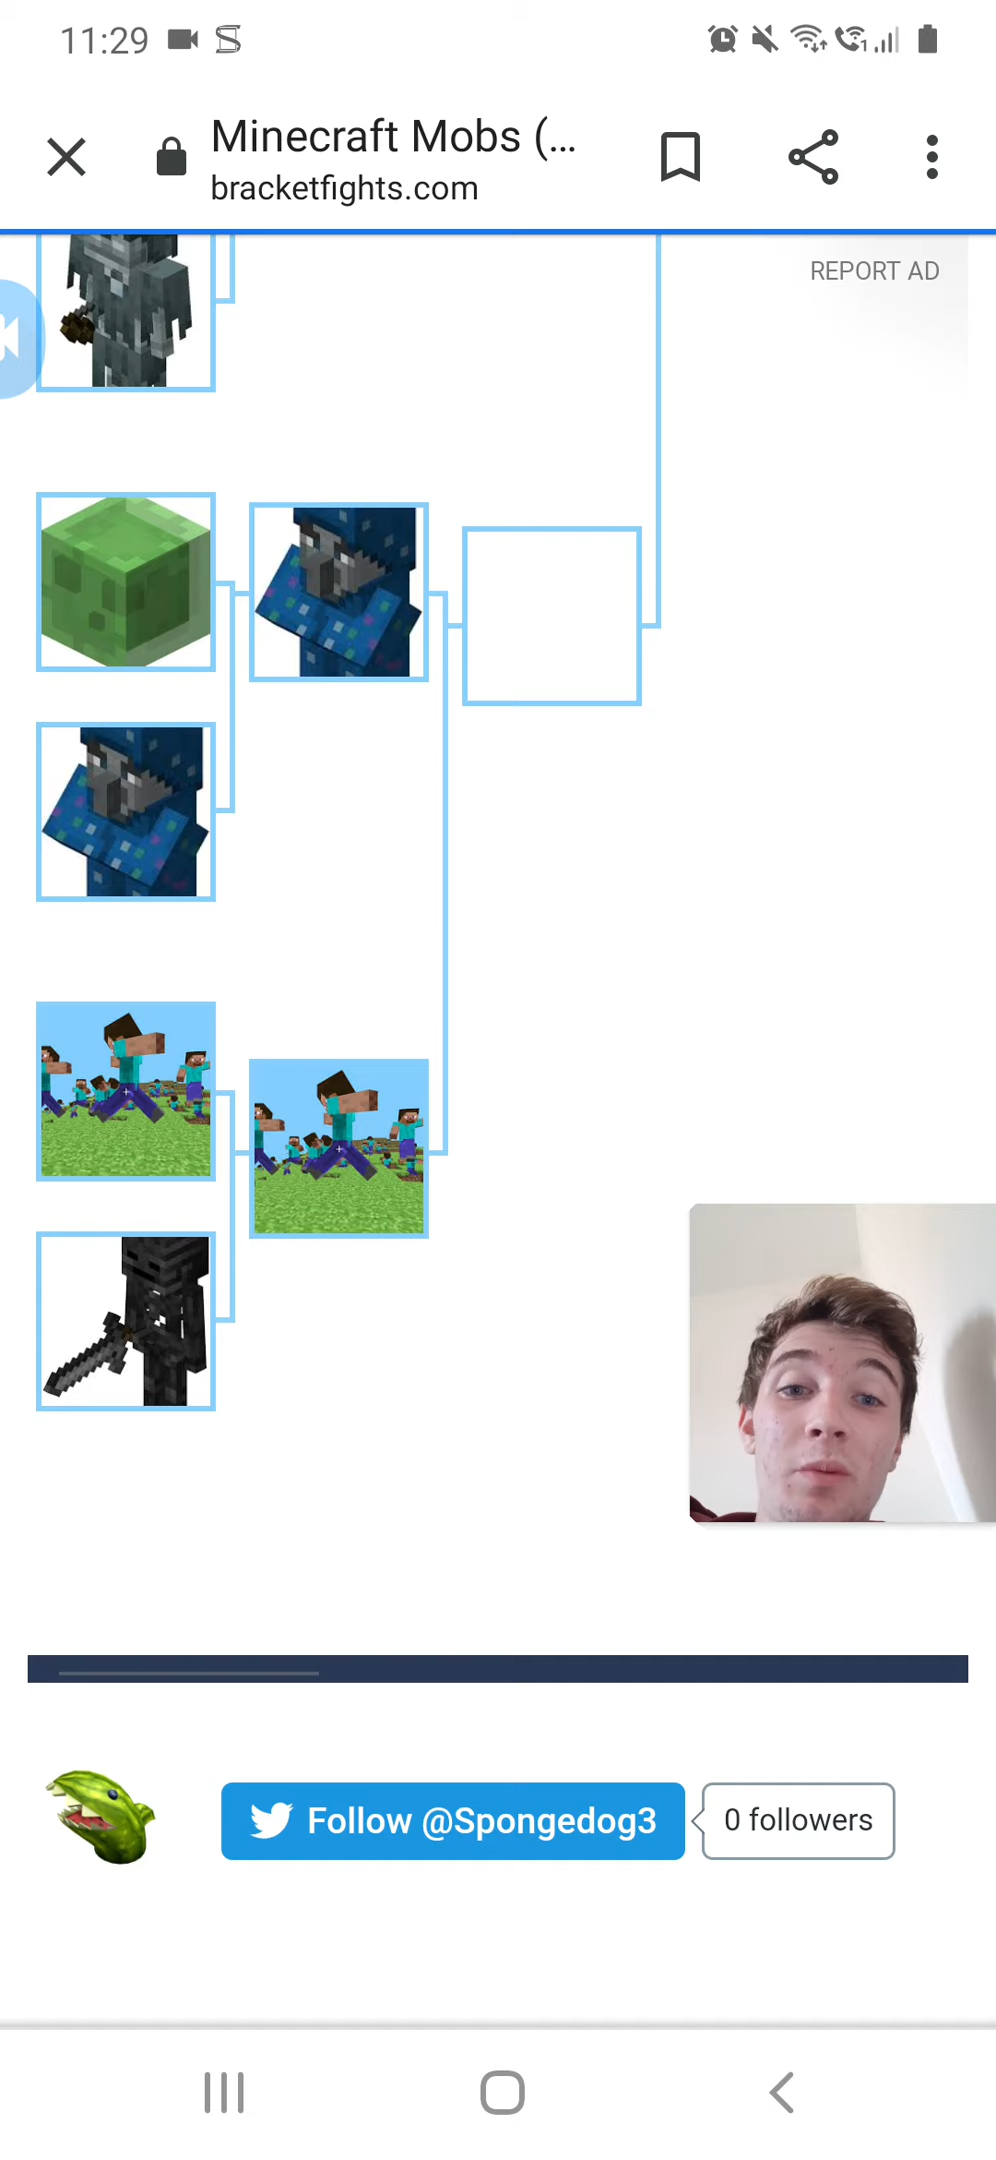 11:29
Minecraft Mobs (...
bracketfights.com
REPORT AD
Follow @Spongedog3
0 followers